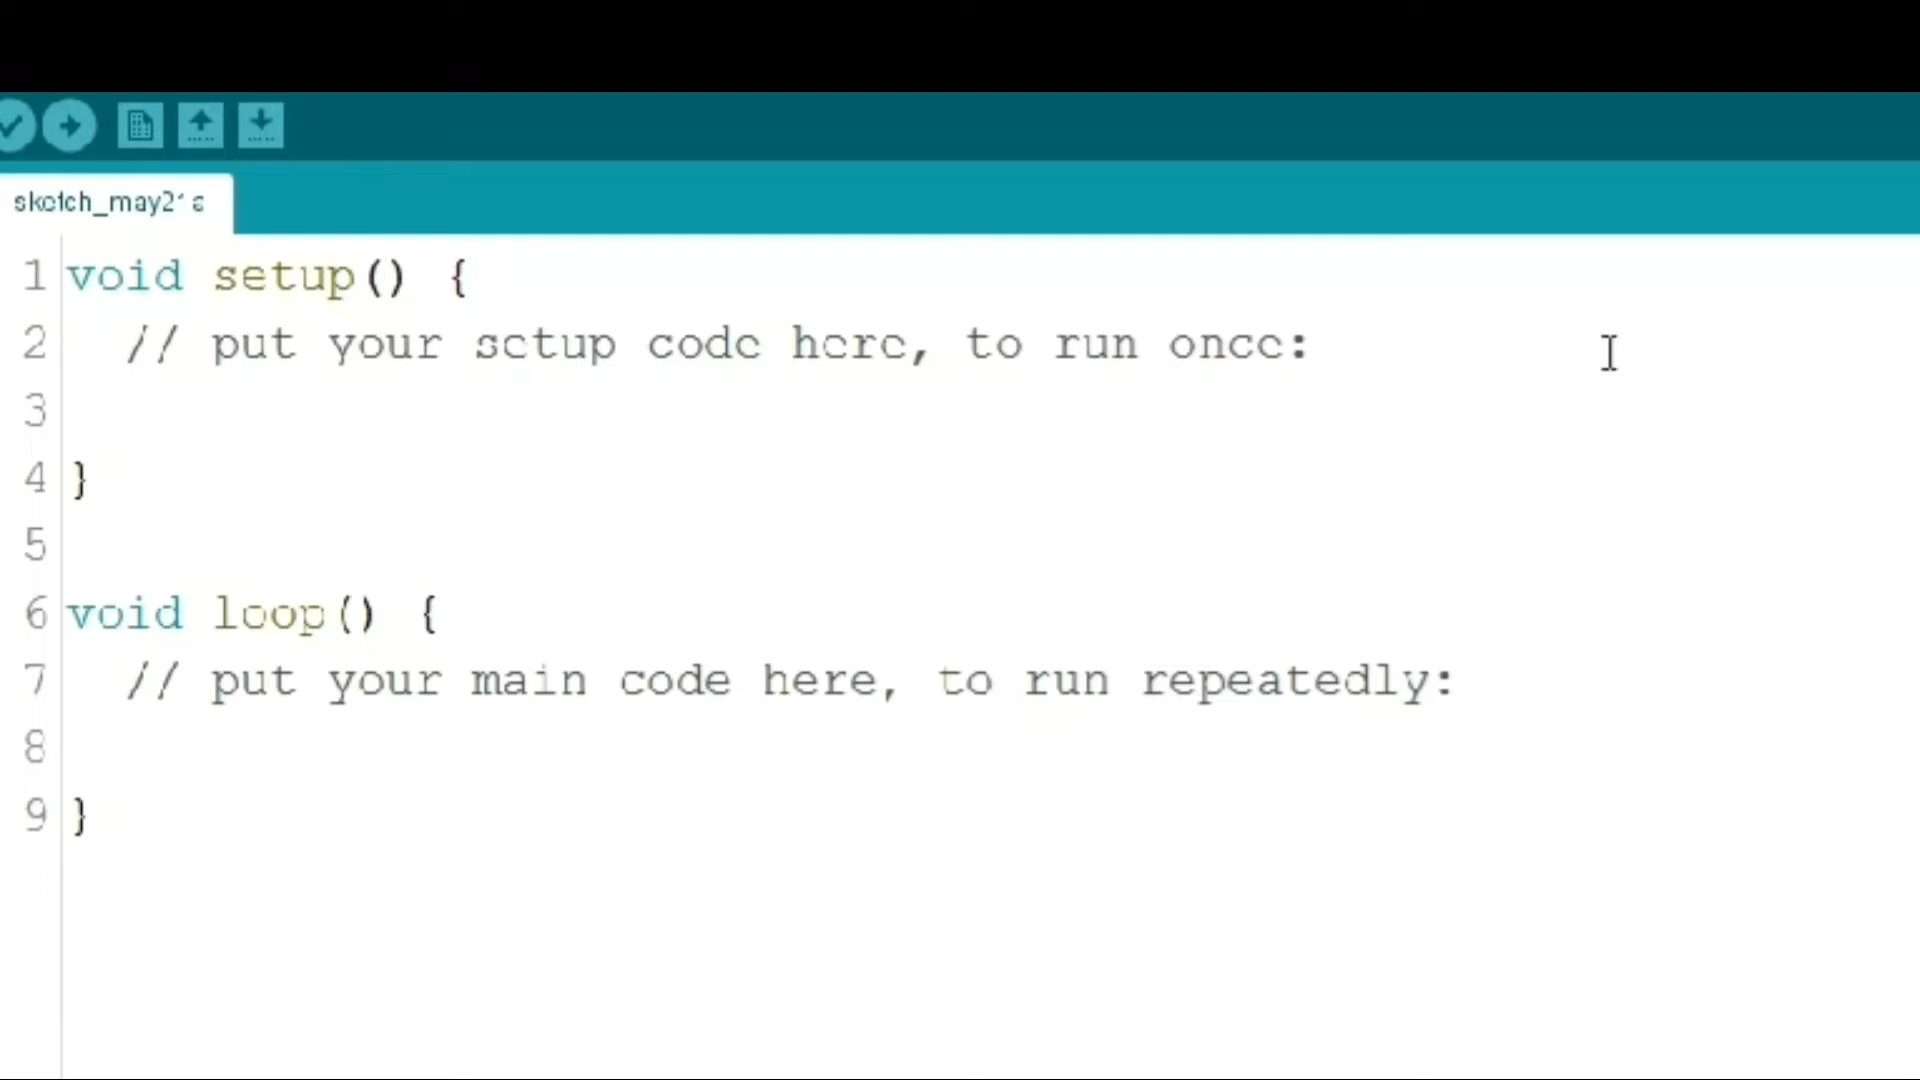 1 void setup() {
2 // put your setup code here, to run once:
3
4 }
5
6 void loop() {
7 // put your main code here, to run repeatedly:
8
9 }